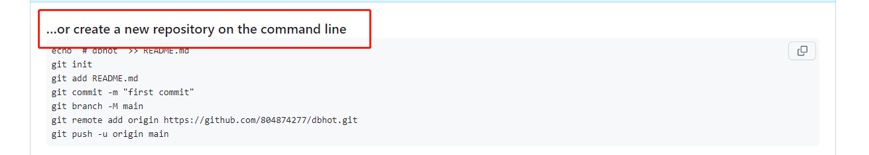 ...or create a new repository on the command line
echo "# dbhot" >> README.md
git init
git add README.md
git commit -m "first commit"
git branch -M main
git remote add origin https://github.com/804874277/dbhot.git
git push -u origin main